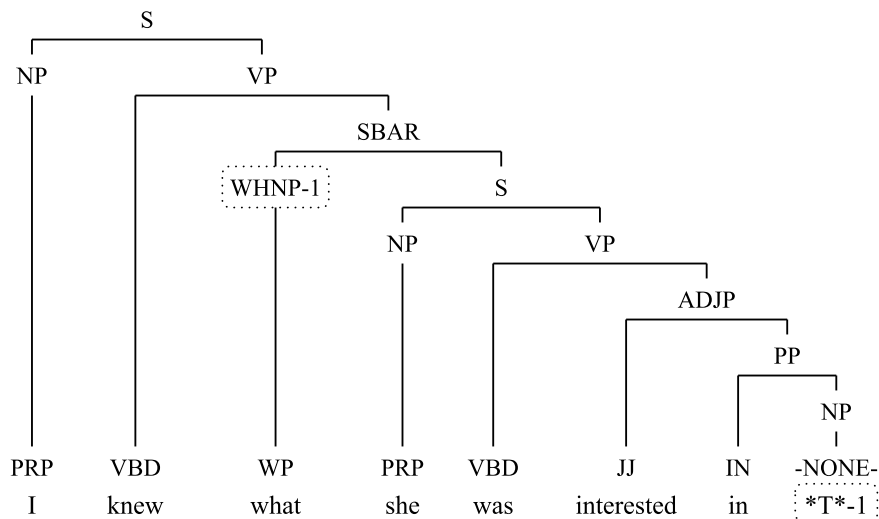 S
NP VP
SBAR
WHNP-1 S
NP VP
ADJP
PP
NP
PRP VBD WP PRP VBD JJ IN -NONE-
I knew what she was interested in *T*-1